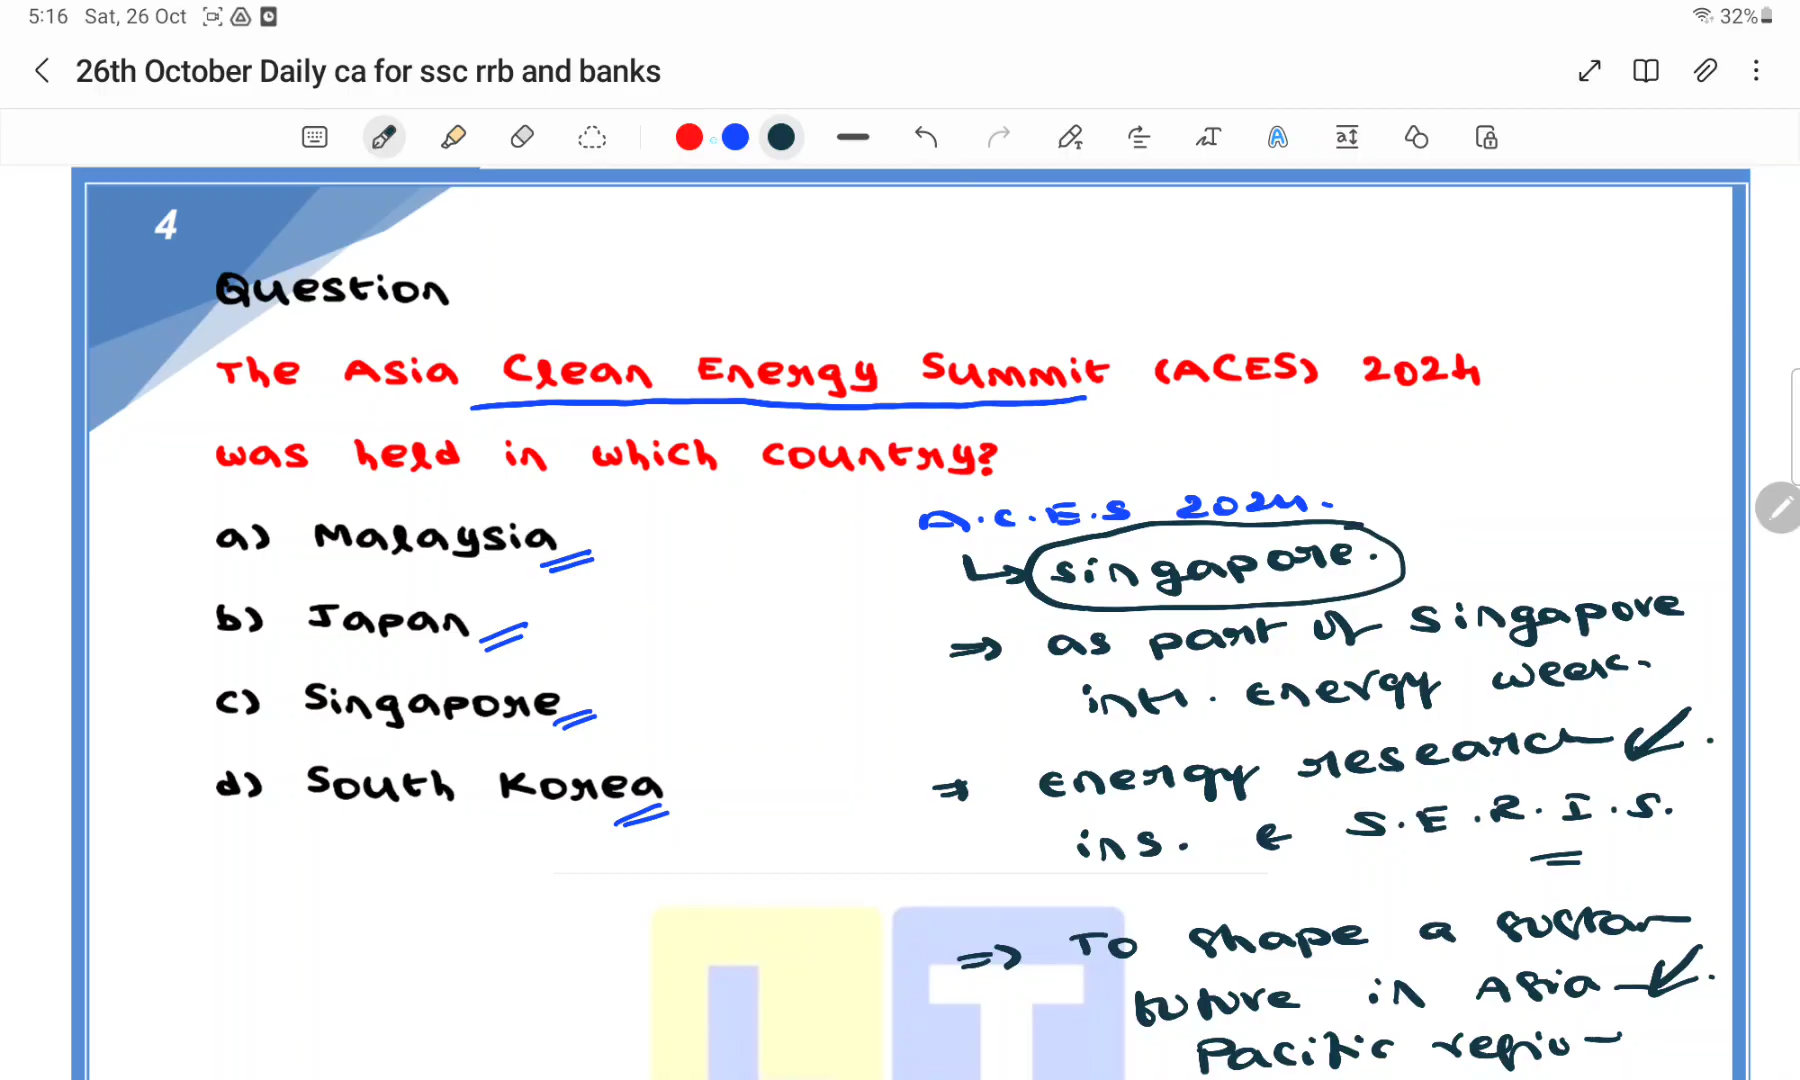 5:16 Sat, 26 Oct
32%
26th October Daily ca for ssc rrb and banks
4
Question
The Asia Clean Energy Summit (ACES) 2024
was held in which country?
a) Malaysia
b) Japan
c) Singapore
d) South Korea
A.C.E.S 2024.
singapore.
as part of singapore
intl. energy week.
energy research
ins. & S.E.R.I.S.
To shape a
future in Asia
Pacific region
LT